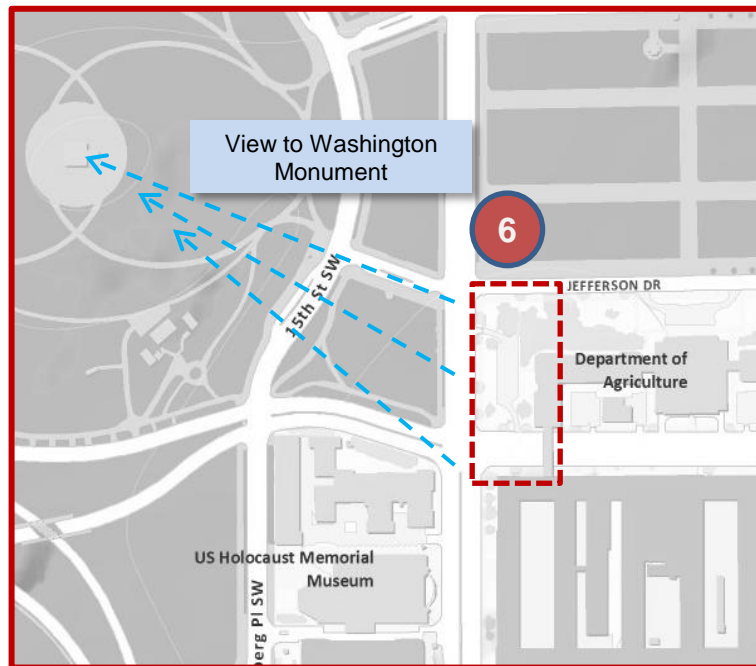 View to Washington
Monument
6
JEFFERSON DR
15th St SW
Department of
Agriculture
US Holocaust Memorial
Museum
berg Pl SW